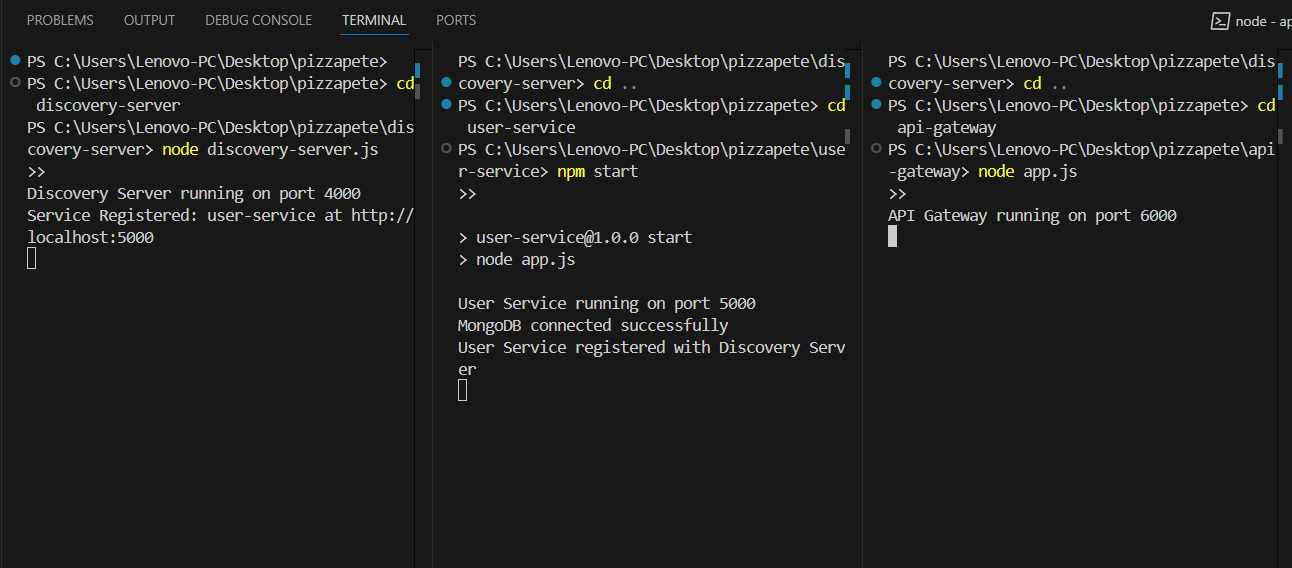 PROBLEMS OUTPUT DEBUG CONSOLE TERMINAL PORTS
node - ap
PS C:\Users\Lenovo-PC\Desktop\pizzapete>
PS C:\Users\Lenovo-PC\Desktop\pizzapete> cd
discovery-server
PS C:\Users\Lenovo-PC\Desktop\pizzapete\dis
covery-server> node discovery-server.js
>>
Discovery Server running on port 4000
Service Registered: user-service at http://
localhost:5000
PS C:\Users\Lenovo-PC\Desktop\pizzapete\dis
covery-server> cd ..
PS C:\Users\Lenovo-PC\Desktop\pizzapete> cd
user-service
PS C:\Users\Lenovo-PC\Desktop\pizzapete\use
r-service> npm start
>>
> user-service@1.0.0 start
> node app.js
User Service running on port 5000
MongoDB connected successfully
User Service registered with Discovery Serv
er
PS C:\Users\Lenovo-PC\Desktop\pizzapete\dis
covery-server> cd ..
PS C:\Users\Lenovo-PC\Desktop\pizzapete> cd
api-gateway
PS C:\Users\Lenovo-PC\Desktop\pizzapete\api
-gateway> node app.js
>>
API Gateway running on port 6000